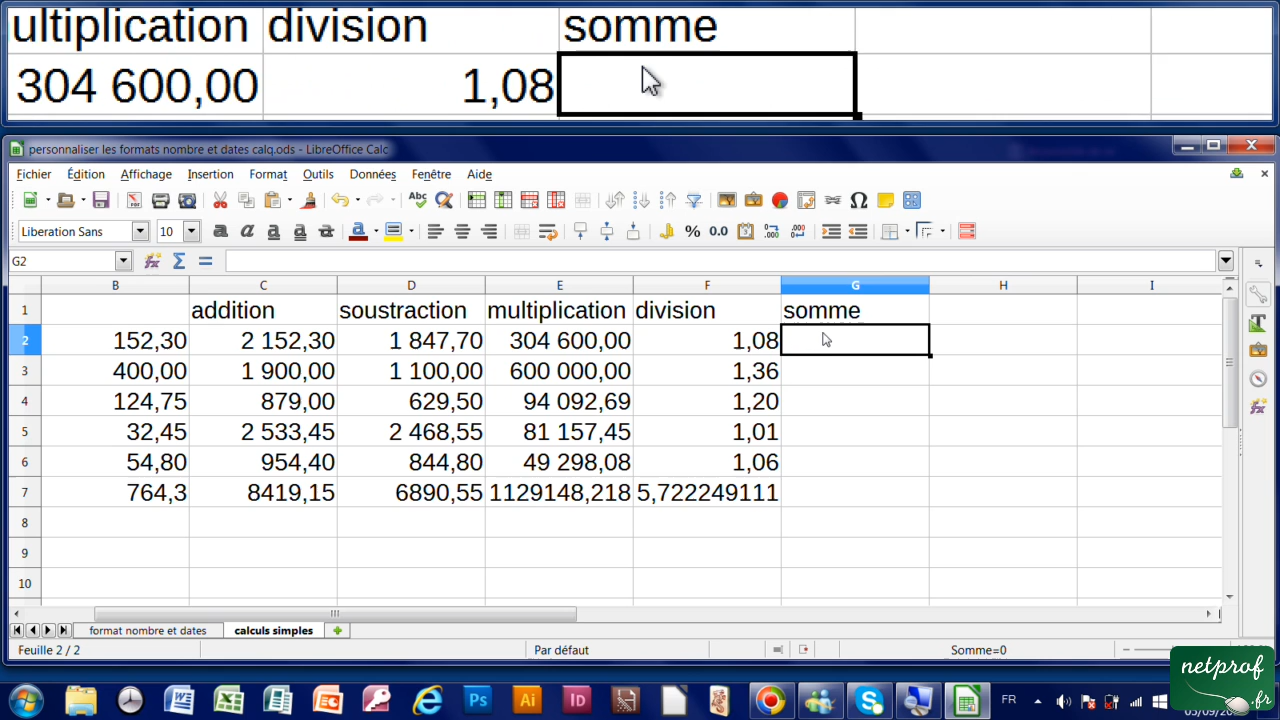 ultiplication division somme
304 600,00 1,08
personnaliser les formats nombre et dates calq.ods - LibreOffice Calc
Fichier Édition Affichage Insertion Format Outils Données Fenêtre Aide
Liberation Sans 10
G2
B C D E F G H I
1 addition soustraction multiplication division somme
2 152,30 2 152,30 1 847,70 304 600,00 1,08
3 400,00 1 900,00 1 100,00 600 000,00 1,36
4 124,75 879,00 629,50 94 092,69 1,20
5 32,45 2 533,45 2 468,55 81 157,45 1,01
6 54,80 954,40 844,80 49 298,08 1,06
7 764,3 8419,15 6890,55 1129148,218 5,722249111
8
9
10
format nombre et dates calculs simples
Feuille 2 / 2 Par défaut Somme=0
netprof
.fr
FR